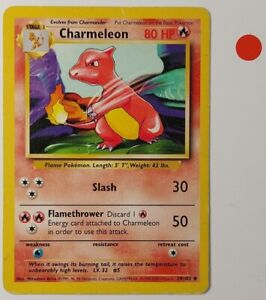 STAGE 1
Evolves from Charmander
Put Charmeleon on the Basic Pokémon
Charmeleon 80 HP
Flame Pokémon. Length: 3' 7", Weight: 42 lbs.
Slash 30
Flamethrower Discard 1
Energy card attached to Charmeleon
in order to use this attack. 50
weakness resistance retreat cost
When it swings its burning tail, it raises the temperature to
unbearably high levels. LV. 32 #5
24/102